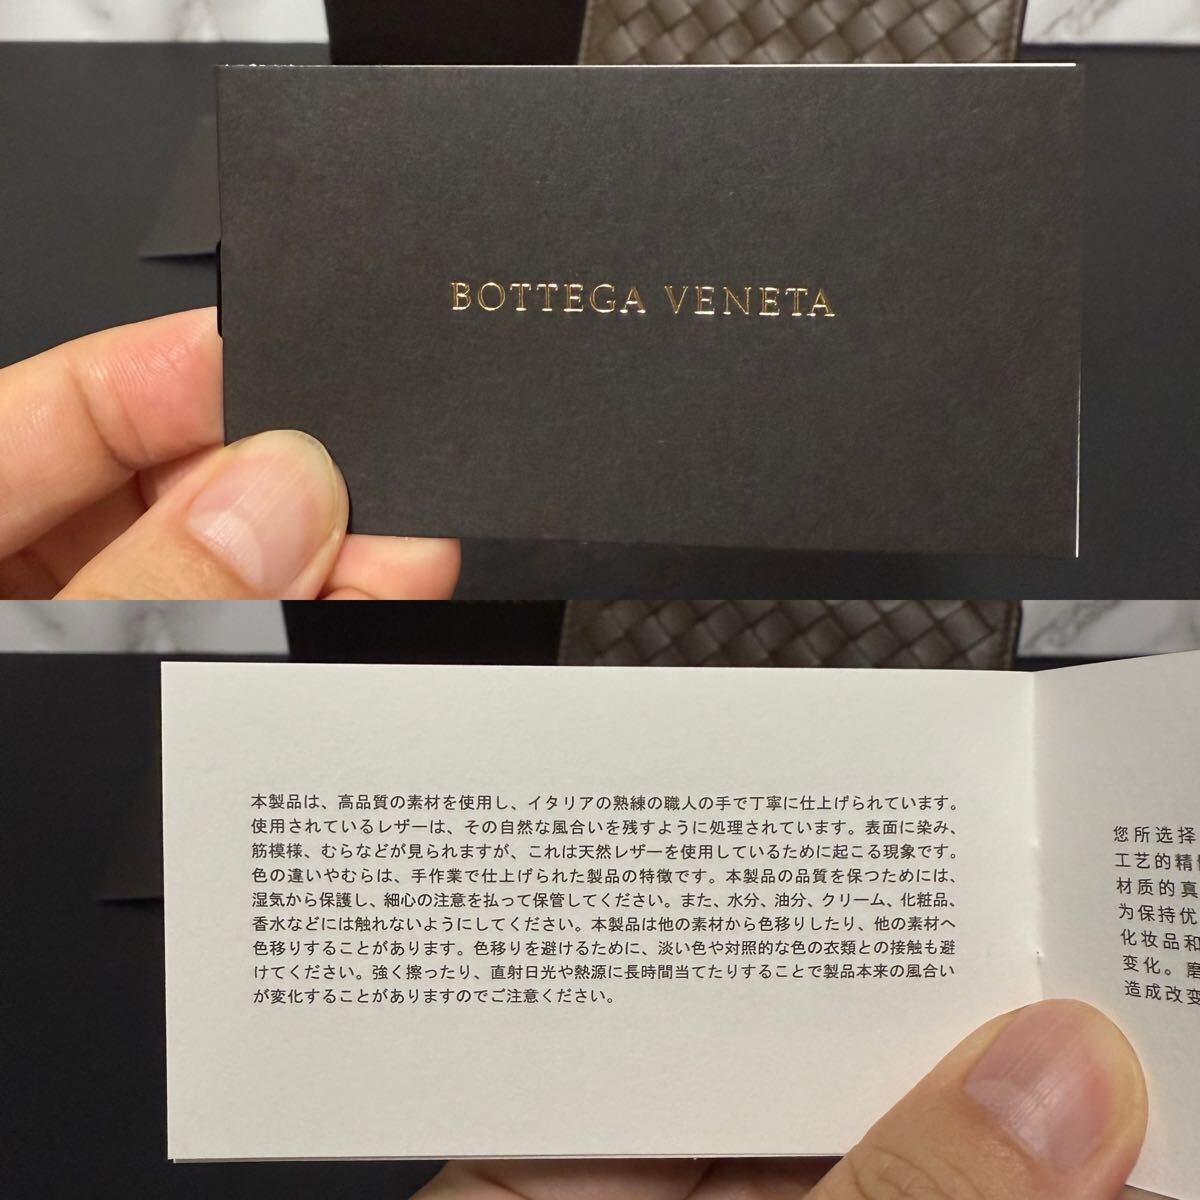 BOTTEGA VENETA
本製品は、高品質の素材を使用し、イタリアの熟練の職人の手で丁寧に仕上げられています。
使用されているレザーは、その自然な風合いを残すように処理されています。表面に染み、
筋模様、むらなどが見られますが、これは天然レザーを使用しているために起こる現象です。
色の違いやむらは、手作業で仕上げられた製品の特徴です。本製品の品質を保つためには、
湿気から保護し、細心の注意を払って保管してください。また、水分、油分、クリーム、化粧品、
香水などには触れないようにしてください。本製品は他の素材から色移りしたり、他の素材へ
色移りすることがあります。色移りを避けるために、淡い色や対照的な色の衣類との接触も避
けてください。強く擦ったり、直射日光や熱源に長時間当てたりすることで製品本来の風合い
が変化することがありますのでご注意ください。
您所选择
工艺的精
材质的真
为保持优
化妆品和
变化。磨
造成改变